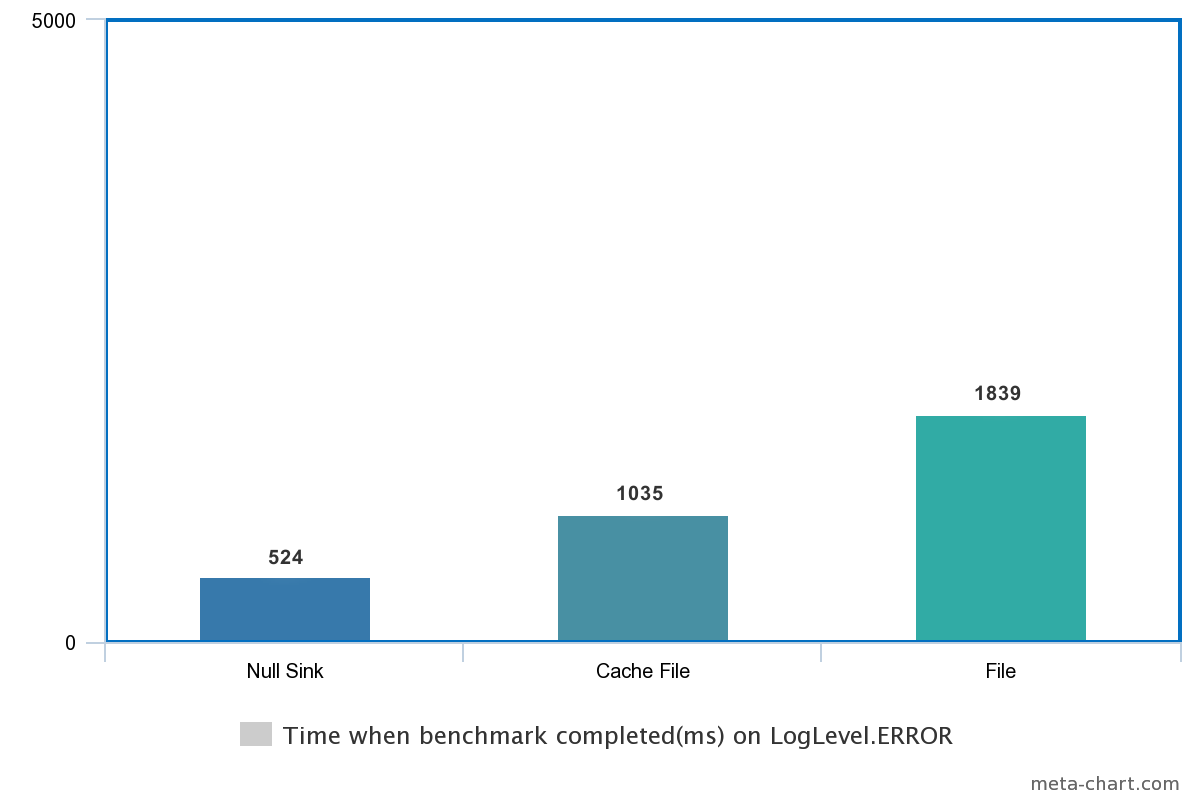 5000
1839
1035
524
0
Null Sink
Cache File
File
Time when benchmark completed(ms) on LogLevel.ERROR
meta-chart.com